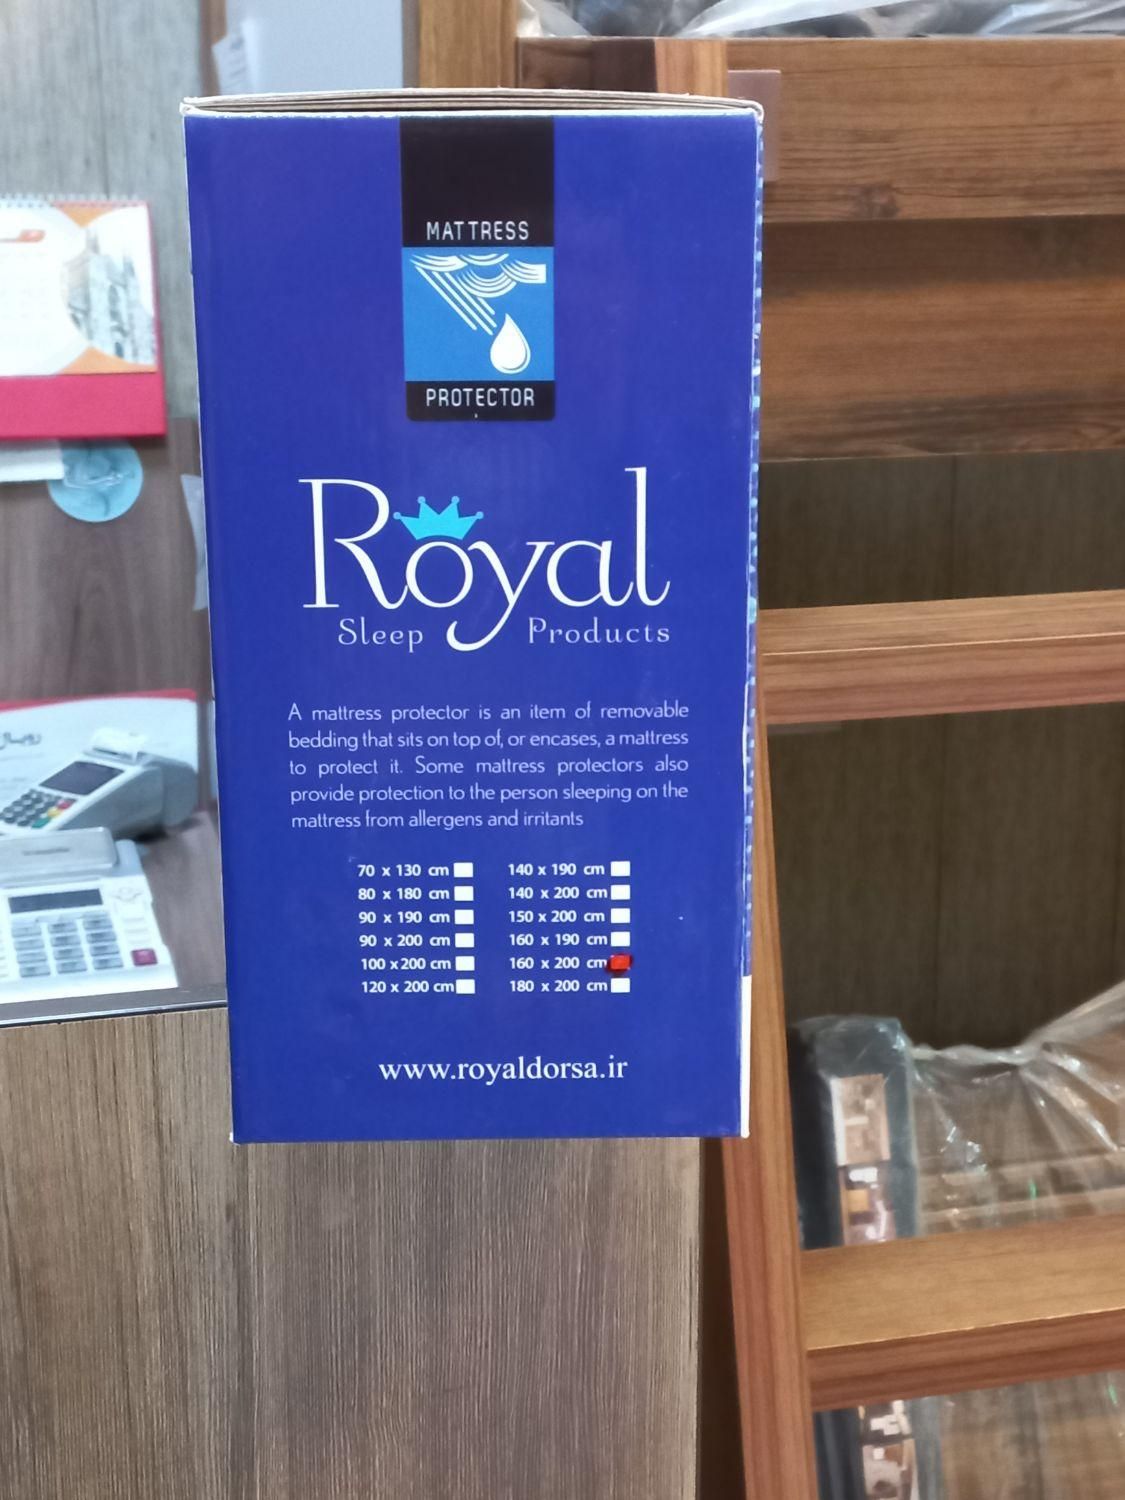 MATTRESS
PROTECTOR
Royal
Sleep Products
A mattress protector is an item of removable
bedding that sits on top of, or encases, a mattress
to protect it. Some mattress protectors also
provide protection to the person sleeping on the
mattress from allergens and irritants
70 x 130 cm 140 x 190 cm
80 x 180 cm 140 x 200 cm
90 x 190 cm 150 x 200 cm
90 x 200 cm 160 x 190 cm
100 x 200 cm 160 x 200 cm
120 x 200 cm 180 x 200 cm
www.royaldorsa.ir